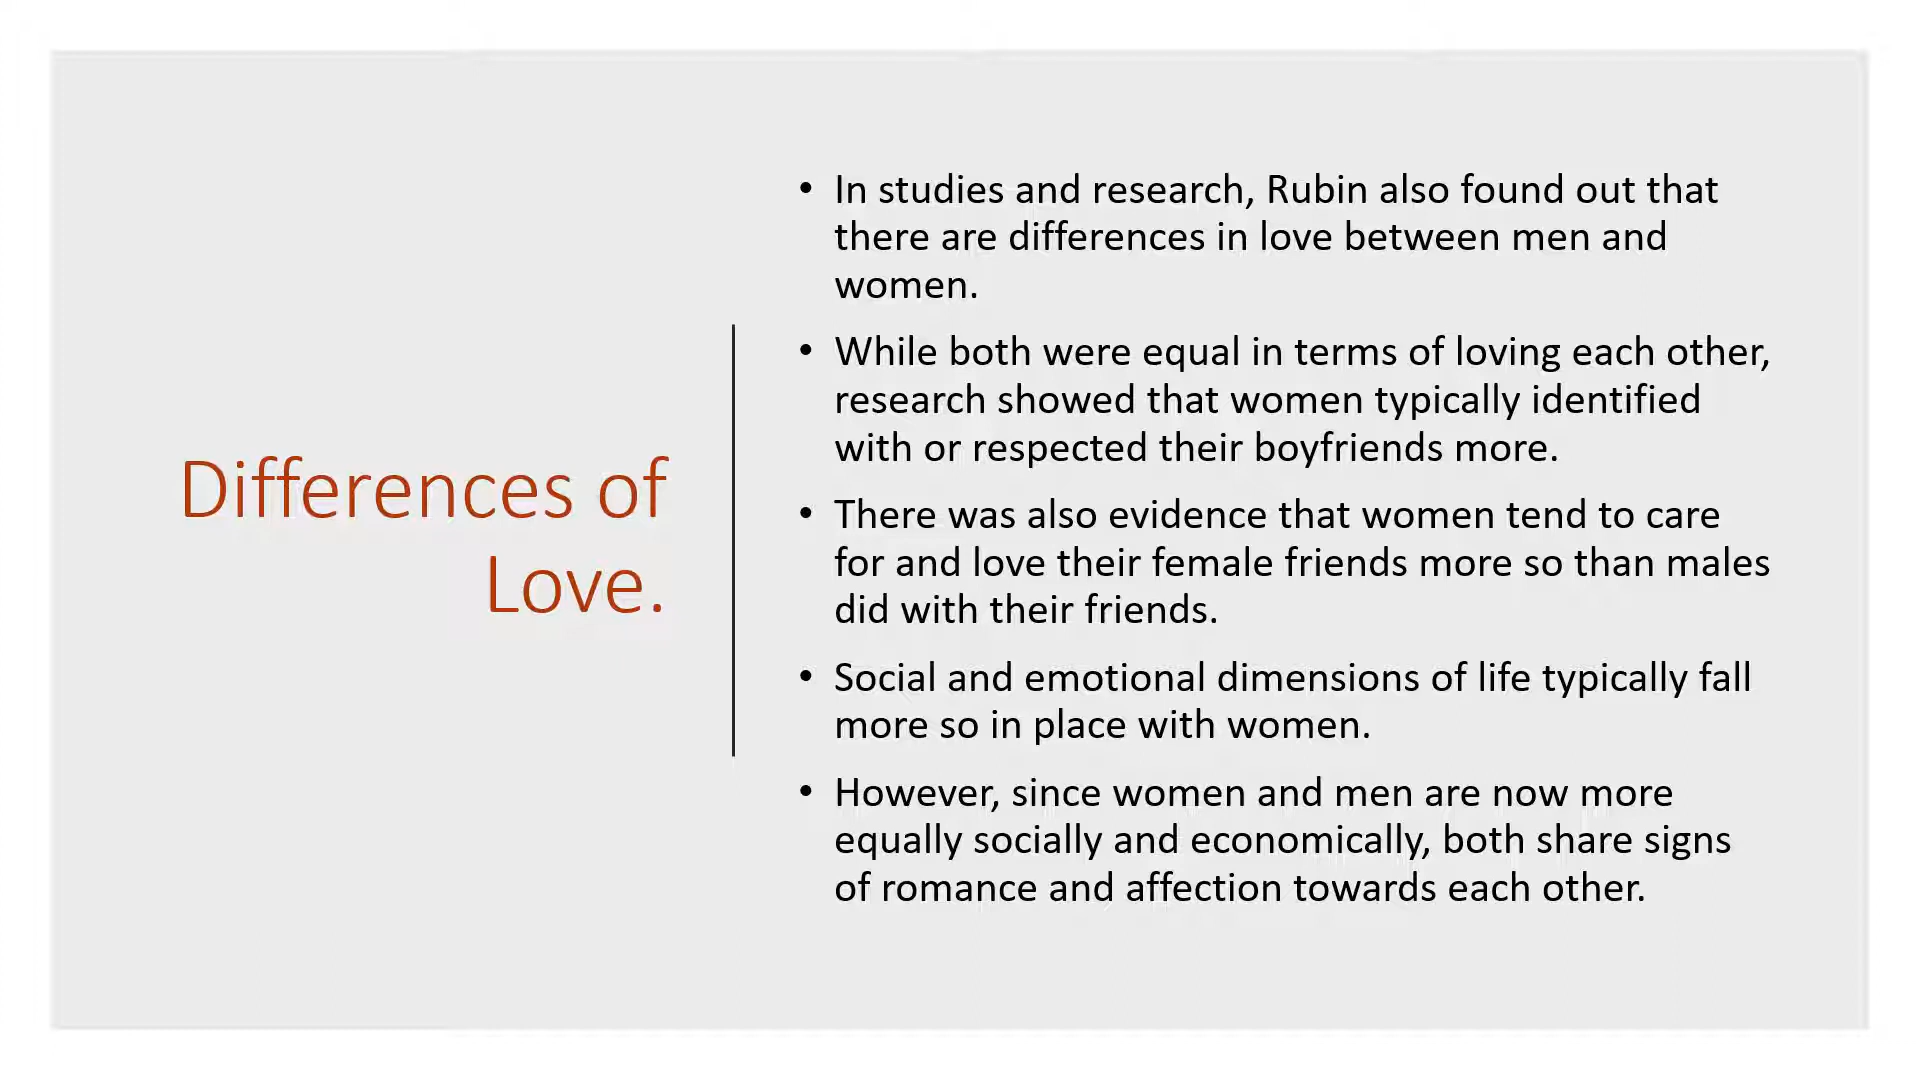 Differences of
Love.
• In studies and research, Rubin also found out that
there are differences in love between men and
women.
• While both were equal in terms of loving each other,
research showed that women typically identified
with or respected their boyfriends more.
• There was also evidence that women tend to care
for and love their female friends more so than males
did with their friends.
• Social and emotional dimensions of life typically fall
more so in place with women.
• However, since women and men are now more
equally socially and economically, both share signs
of romance and affection towards each other.